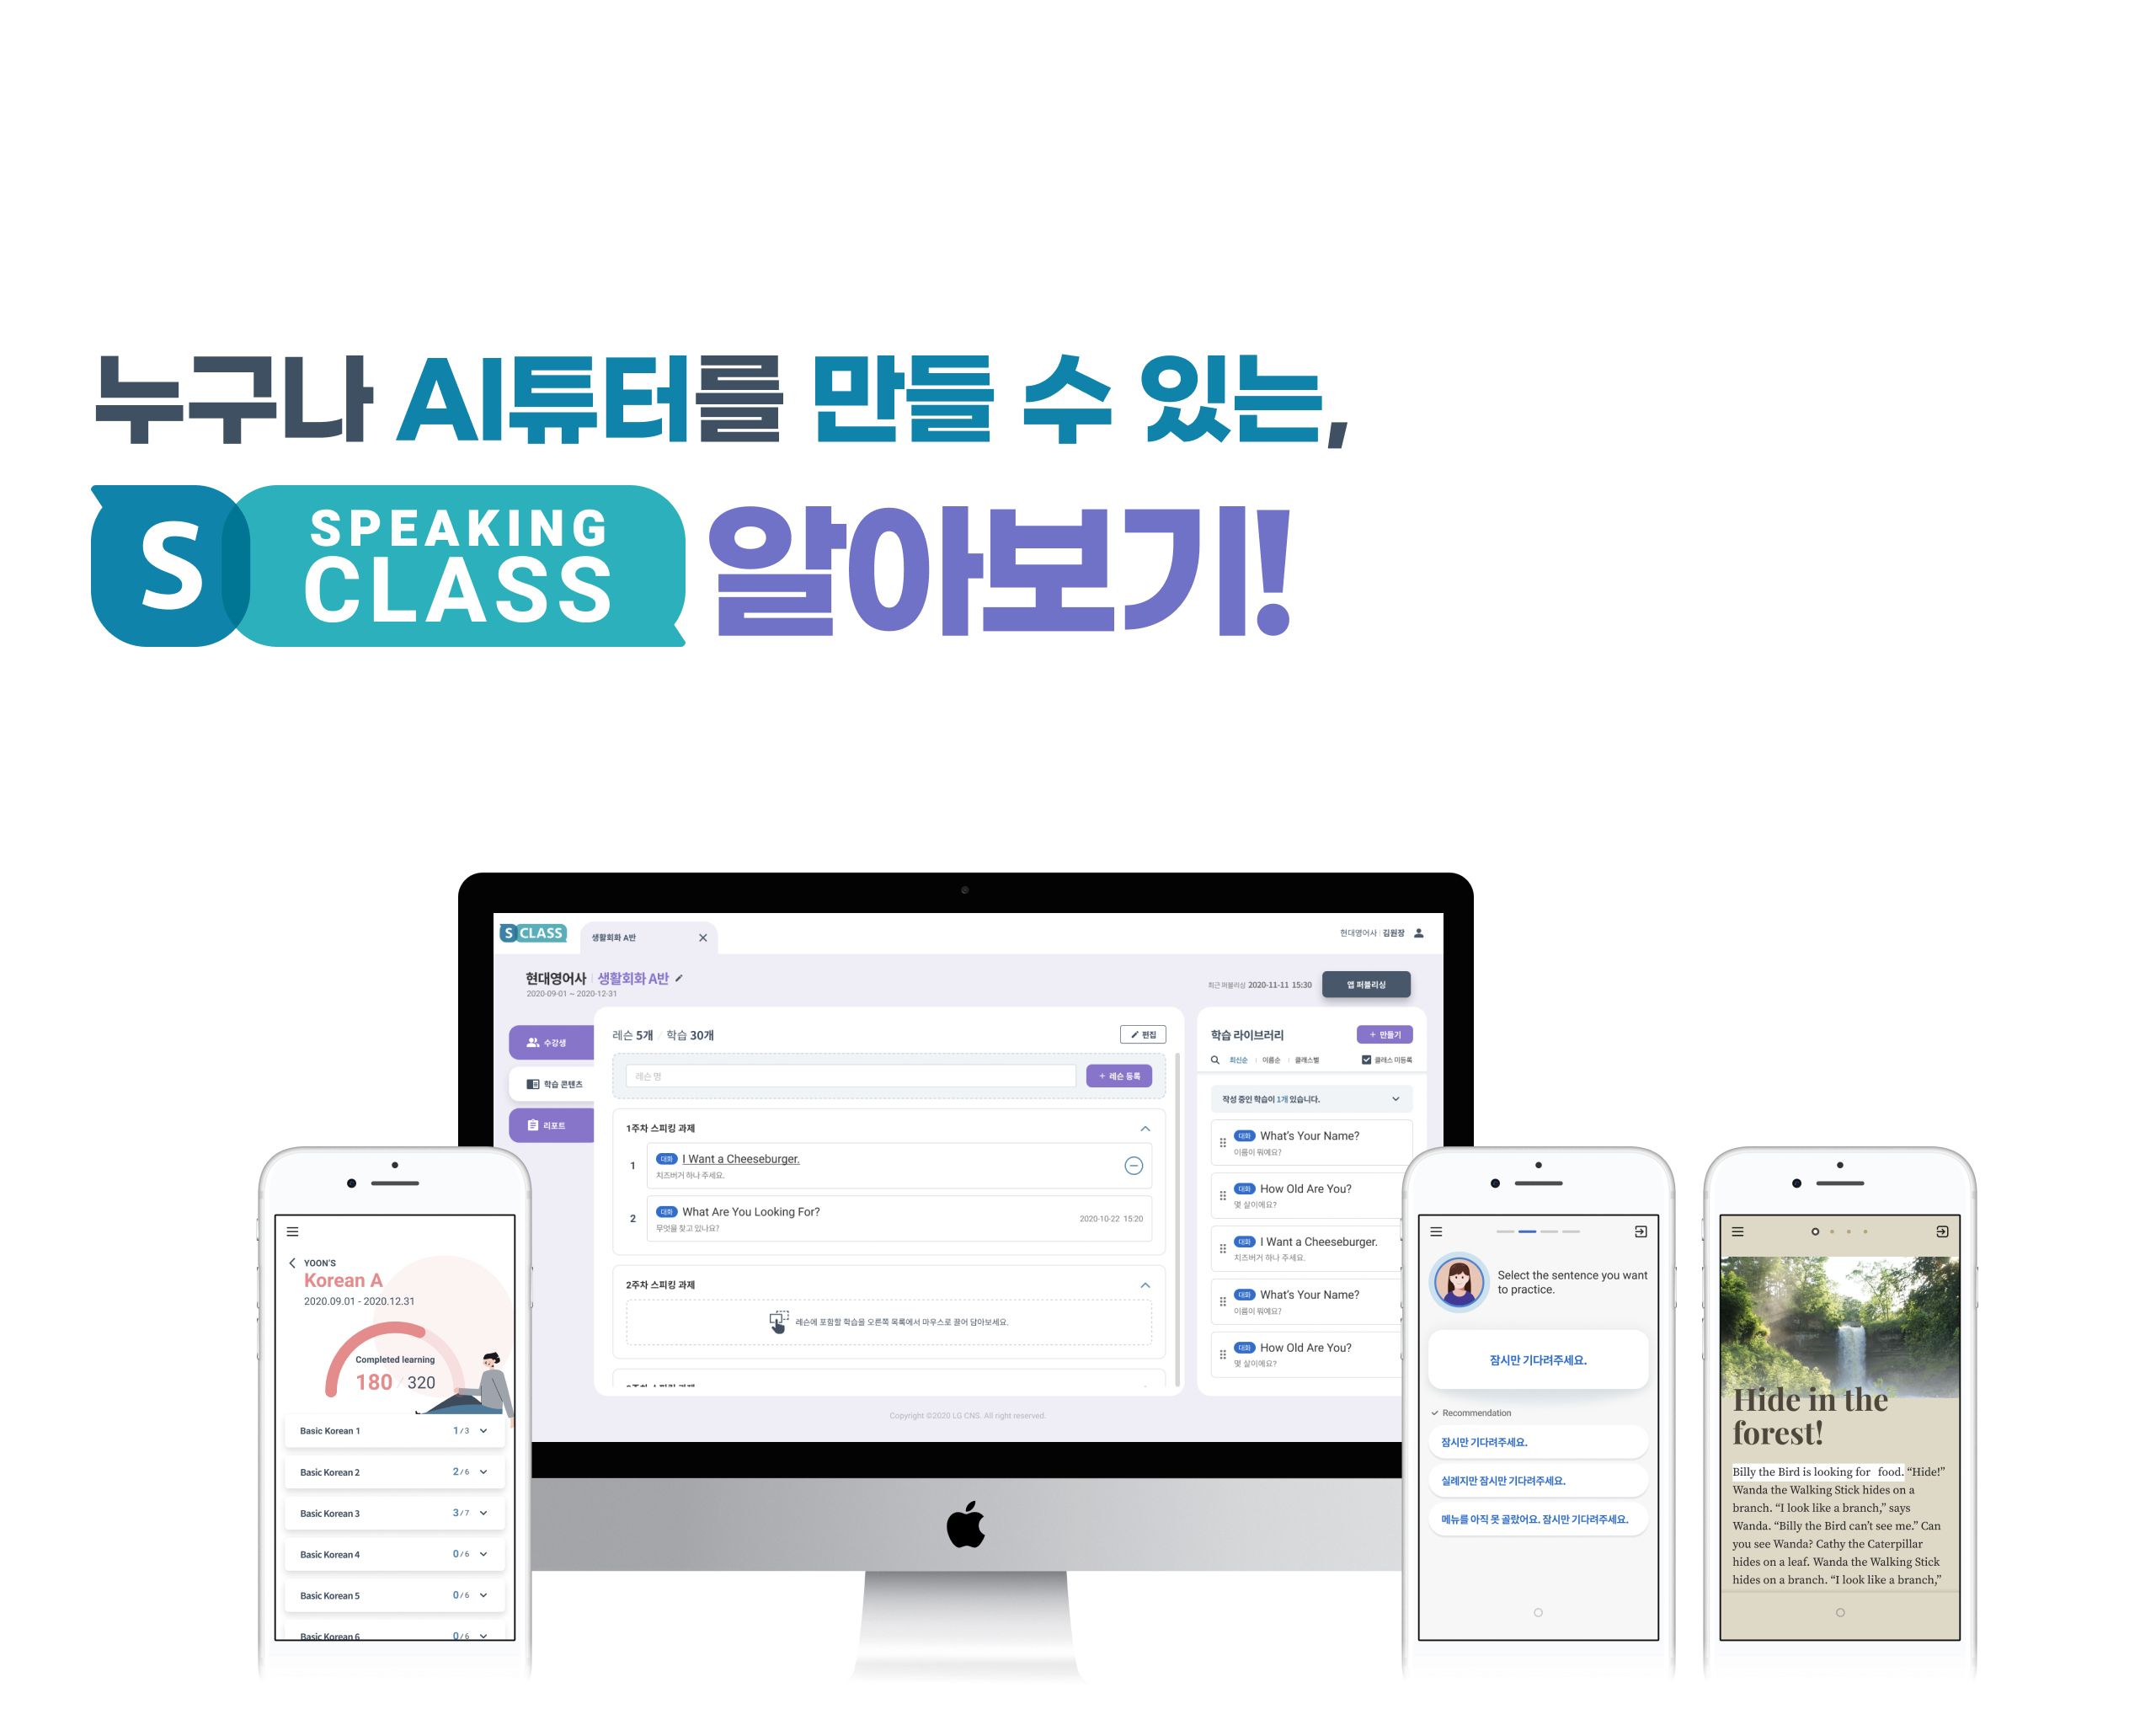 누구나 AI튜터를 만들 수 있는,
S SPEAKING CLASS 알아보기!
S CLASS
생활회화 A반
현대영어사 | 김원장
현대영어사 | 생활회화 A반
2020-09-01 ~ 2020-12-31
최근 퍼블리싱 2020-11-11 15:30
앱 퍼블리싱
수강생
학습 콘텐츠
리포트
레슨 5개 / 학습 30개
편집
레슨 명
+ 레슨 등록
1주차 스피킹 과제
1 대화 I Want a Cheeseburger.
치즈버거 하나 주세요.
2 대화 What Are You Looking For?
무엇을 찾고 있나요?
2020-10-22 15:20
2주차 스피킹 과제
레슨에 포함할 학습을 오른쪽 목록에서 마우스로 끌어 담아보세요.
학습 라이브러리
+ 만들기
최신순 | 이름순 | 클래스별
클래스 미등록
작성 중인 학습이 1개 있습니다.
대화 What's Your Name?
이름이 뭐예요?
대화 How Old Are You?
몇 살이에요?
대화 I Want a Cheeseburger.
치즈버거 하나 주세요.
대화 What's Your Name?
이름이 뭐예요?
대화 How Old Are You?
몇 살이에요?
Copyright ©2020 LG CNS. All right reserved.
YOON'S
Korean A
2020.09.01 - 2020.12.31
Completed learning
180 / 320
Basic Korean 1 1 / 3
Basic Korean 2 2 / 6
Basic Korean 3 3 / 7
Basic Korean 4 0 / 6
Basic Korean 5 0 / 6
Basic Korean 6 0 / 6
Select the sentence you want
to practice.
잠시만 기다려주세요.
Recommendation
잠시만 기다려주세요.
실례지만 잠시만 기다려주세요.
메뉴를 아직 못 골랐어요. 잠시만 기다려주세요.
Hide in the
forest!
Billy the Bird is looking for food. “Hide!”
Wanda the Walking Stick hides on a
branch. “I look like a branch,” says
Wanda. “Billy the Bird can’t see me.” Can
you see Wanda? Cathy the Caterpillar
hides on a leaf. Wanda the Walking Stick
hides on a branch. “I look like a branch,”